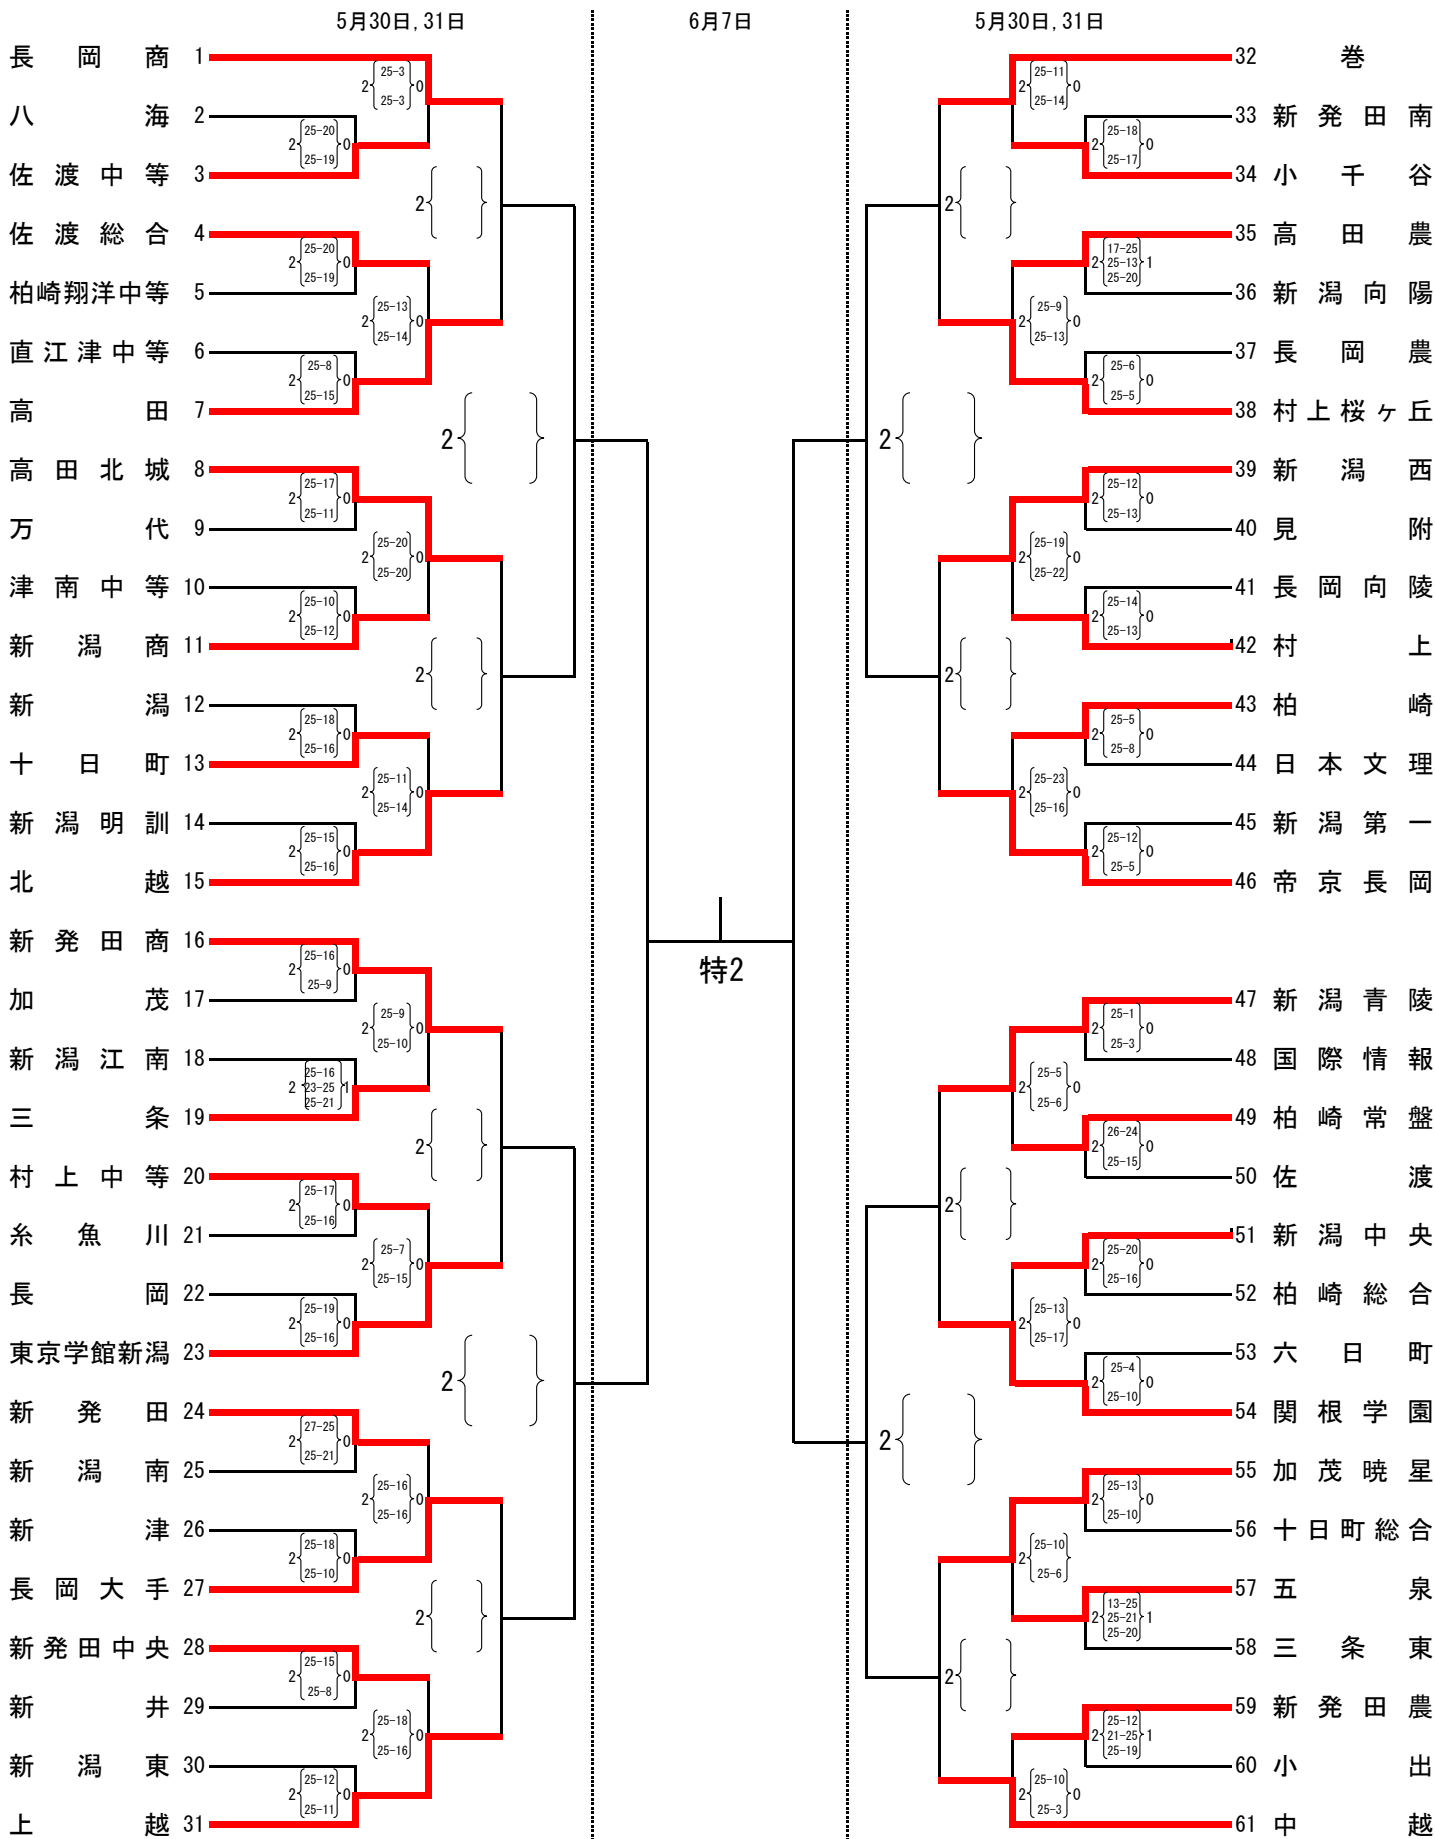 5月30日,31日
6月7日
5月30日,31日
長岡商 1
25-3
2 0
25-3
八海 2
25-20
2 0
25-19
佐渡中等 3
2
佐渡総合 4
25-20
2 0
25-19
柏崎翔洋中等 5
25-13
2 0
25-14
直江津中等 6
25-8
2 0
25-15
高田 7
2
高田北城 8
25-17
2 0
25-11
万代 9
25-20
2 0
25-20
津南中等 10
25-10
2 0
25-12
新潟商 11
2
新潟 12
25-18
2 0
25-16
十日町 13
25-11
2 0
25-14
新潟明訓 14
25-15
2 0
25-16
北越 15
新発田商 16
25-16
2 0
25-9
加茂 17
25-9
2 0
25-10
新潟江南 18
25-16
2 23-25 1
25-21
三条 19
2
村上中等 20
25-17
2 0
25-16
糸魚川 21
25-7
2 0
25-15
長岡 22
25-19
2 0
25-16
東京学館新潟 23
2
新発田 24
27-25
2 0
25-21
新潟南 25
25-16
2 0
25-16
新津 26
25-18
2 0
25-10
長岡大手 27
2
新発田中央 28
25-15
2 0
25-8
新井 29
25-18
2 0
25-16
新潟東 30
25-12
2 0
25-11
上越 31
特2
32 巻
25-11
2 0
25-14
33 新発田南
25-18
2 0
25-17
34 小千谷
2
35 高田農
17-25
2 25-13 1
25-20
36 新潟向陽
25-9
2 0
25-13
37 長岡農
25-6
2 0
25-5
38 村上桜ヶ丘
2
39 新潟西
25-12
2 0
25-13
40 見附
25-19
2 0
25-22
41 長岡向陵
25-14
2 0
25-13
42 村上
2
43 柏崎
25-5
2 0
25-8
44 日本文理
25-23
2 0
25-16
45 新潟第一
25-12
2 0
25-5
46 帝京長岡
47 新潟青陵
25-1
2 0
25-3
48 国際情報
25-5
2 0
25-6
49 柏崎常盤
26-24
2 0
25-15
50 佐渡
2
51 新潟中央
25-20
2 0
25-16
52 柏崎総合
25-13
2 0
25-17
53 六日町
25-4
2 0
25-10
54 関根学園
2
55 加茂暁星
25-13
2 0
25-10
56 十日町総合
25-10
2
25-6
57 五泉
13-25
2 25-21 1
25-20
58 三条東
2
59 新発田農
25-12
2 21-25 1
25-19
60 小出
25-10
2 0
25-3
61 中越